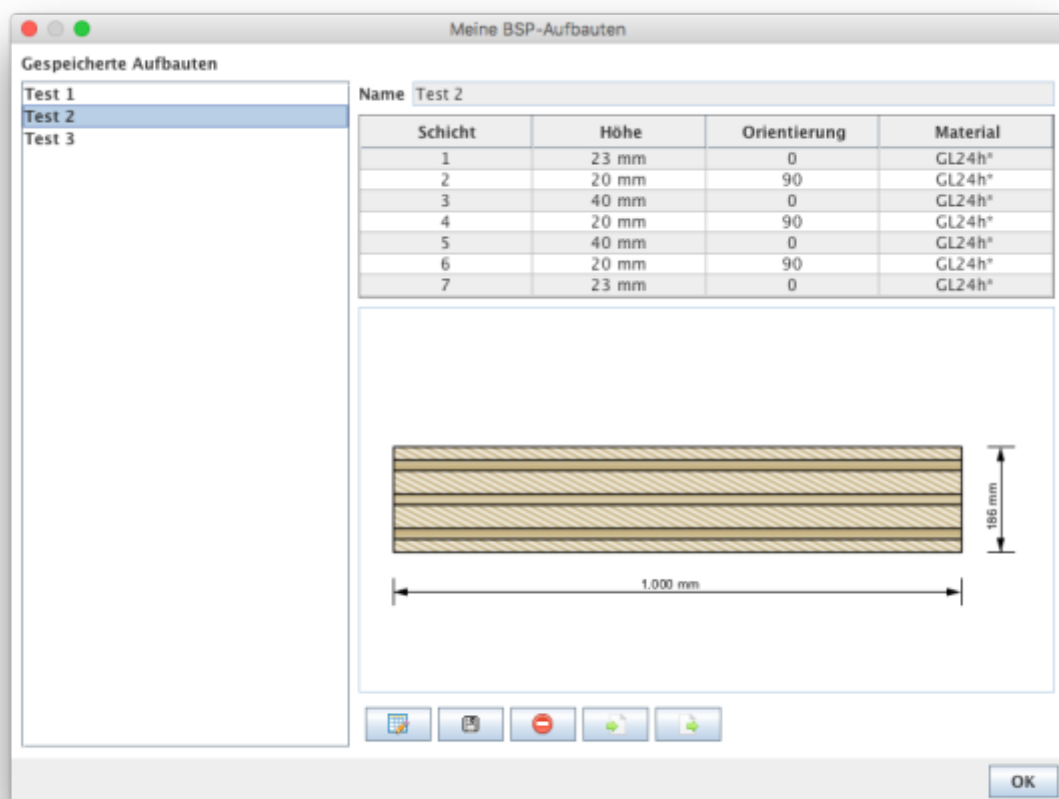 Meine BSP-Aufbauten
Gespeicherte Aufbauten
Test 1
Test 2
Test 3
Name Test 2
Schicht Höhe Orientierung Material
1 23 mm 0 GL24h*
2 20 mm 90 GL24h*
3 40 mm 0 GL24h*
4 20 mm 90 GL24h*
5 40 mm 0 GL24h*
6 20 mm 90 GL24h*
7 23 mm 0 GL24h*
186 mm
1.000 mm
OK